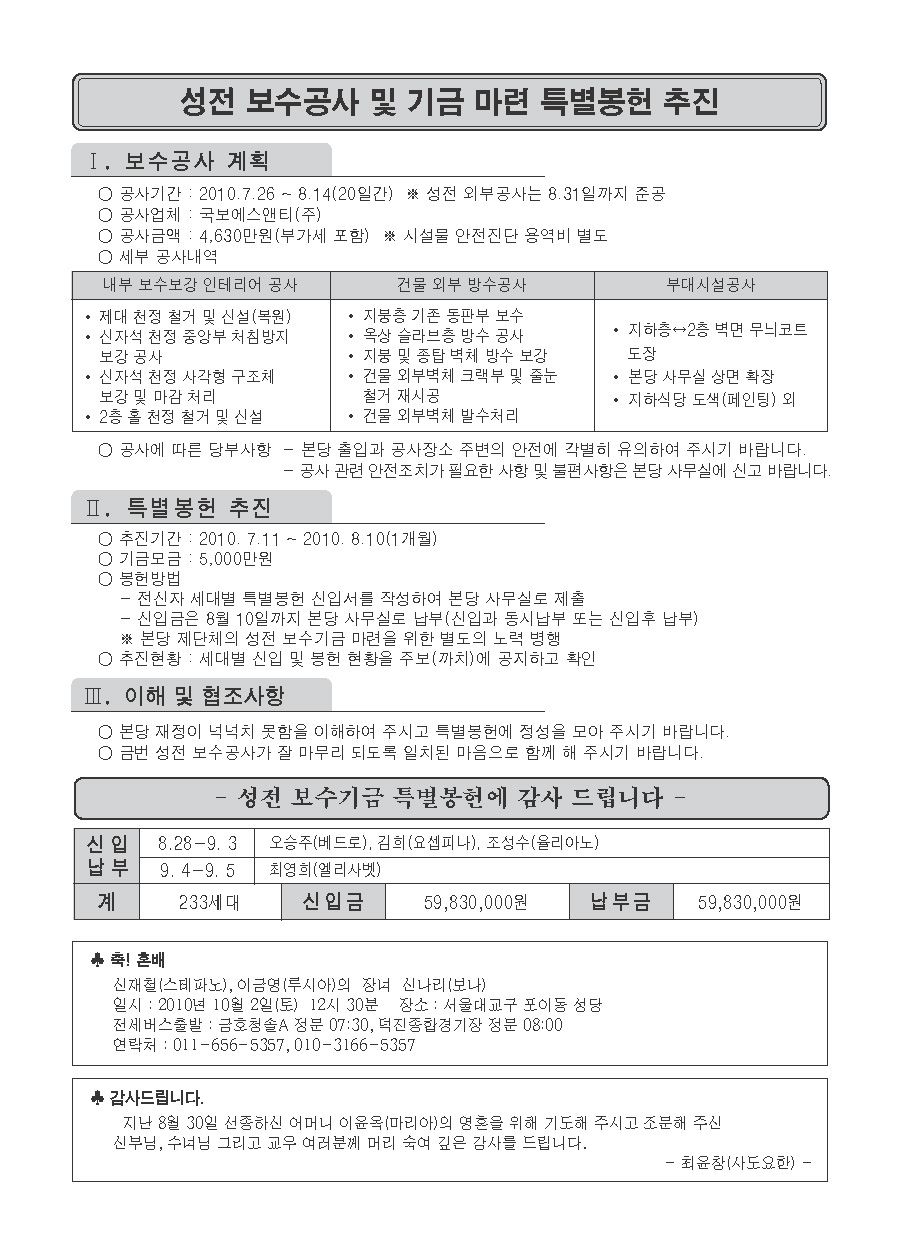 성전 보수공사 및 기금 마련 특별봉헌 추진
Ⅰ. 보수공사 계획
○ 공사기간 : 2010.7.26 ~ 8.14(20일간) ※ 성전 외부공사는 8.31일까지 준공
○ 공사업체 : 국보에스앤티(주)
○ 공사금액 : 4,630만원(부가세 포함) ※ 시설물 안전진단 용역비 별도
○ 세부 공사내역
내부 보수보강 인테리어 공사
• 제대 천정 철거 및 신설(복원)
• 신자석 천정 중앙부 처침방지
보강 공사
• 신자석 천정 사각형 구조체
보강 및 마감 처리
• 2층 홀 천정 철거 및 신설
건물 외부 방수공사
• 지붕층 기존 동판부 보수
• 옥상 슬라브층 방수 공사
• 지붕 및 종탑 벽체 방수 보강
• 건물 외부벽체 크랙부 및 줄눈
철거 재시공
• 건물 외부벽체 발수처리
부대시설공사
• 지하층↔2층 벽면 무늬코트
도장
• 본당 사무실 상면 확장
• 지하식당 도색(페인팅) 외
○ 공사에 따른 당부사항 - 본당 출입과 공사장소 주변의 안전에 각별히 유의하여 주시기 바랍니다.
- 공사 관련 안전조치가 필요한 사항 및 불편사항은 본당 사무실에 신고 바랍니다.
Ⅱ. 특별봉헌 추진
○ 추진기간 : 2010. 7.11 ~ 2010. 8.10(1개월)
○ 기금모금 : 5,000만원
○ 봉헌방법
- 전신자 세대별 특별봉헌 신입서를 작성하여 본당 사무실로 제출
- 신입금은 8월 10일까지 본당 사무실로 납부(신입과 동시납부 또는 신입후 납부)
※ 본당 제단체의 성전 보수기금 마련을 위한 별도의 노력 병행
○ 추진현황 : 세대별 신입 및 봉헌 현황을 주보(까치)에 공지하고 확인
Ⅲ. 이해 및 협조사항
○ 본당 재정이 넉넉치 못함을 이해하여 주시고 특별봉헌에 정성을 모아 주시기 바랍니다.
○ 금번 성전 보수공사가 잘 마무리 되도록 일치된 마음으로 함께 해 주시기 바랍니다.
- 성전 보수기금 특별봉헌에 감사 드립니다 -
신 입
납 부
8.28-9. 3 오승주(베드로), 김희(요셉피나), 조성수(율리아노)
9. 4-9. 5 최영희(엘리사벳)
계 233세대 신입금 59,830,000원 납부금 59,830,000원
♣ 축! 혼배
신재철(스테파노), 이금영(루시아)의 장녀 신나리(보나)
일시 : 2010년 10월 2일(토) 12시 30분 장소 : 서울대교구 포이동 성당
전세버스출발 : 금호청솔A 정문 07:30, 덕진종합경기장 정문 08:00
연락처 : 011-656-5357, 010-3166-5357
♣ 감사드립니다.
지난 8월 30일 선종하신 어머니 이윤옥(마리아)의 영혼을 위해 기도해 주시고 조문해 주신
신부님, 수녀님 그리고 교우 여러분께 머리 숙여 깊은 감사를 드립니다.
- 최윤창(사도요한) -